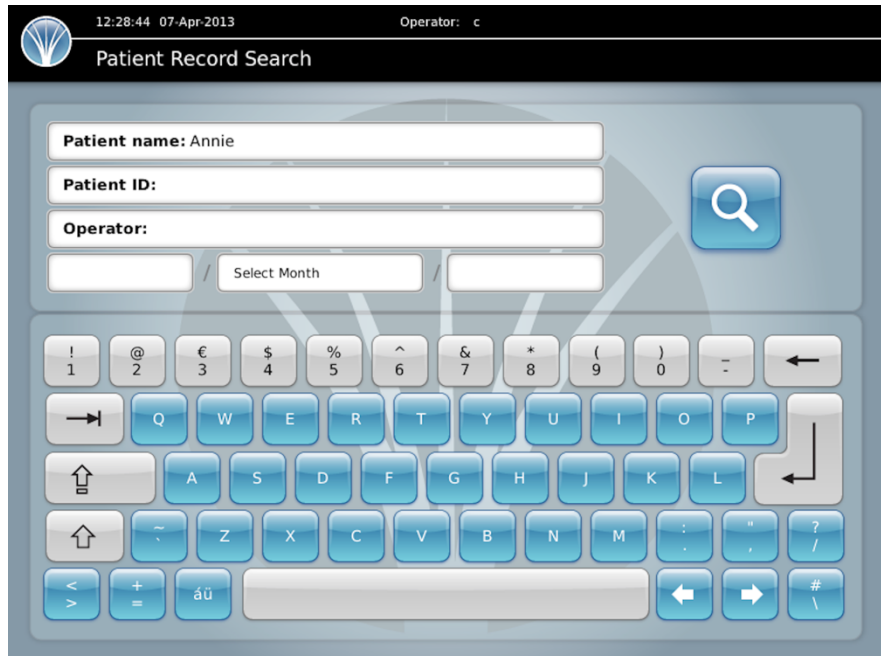 12:28:44 07-Apr-2013 Operator: c
Patient Record Search
Patient name: Annie
Patient ID:
Operator:
/ Select Month /
! @ € $ % ^ & * ( ) _
1 2 3 4 5 6 7 8 9 0 -
Q W E R T Y U I O P
A S D F G H J K L
~ Z X C V B N M : " ?
` . , /
< + áü #
> = \